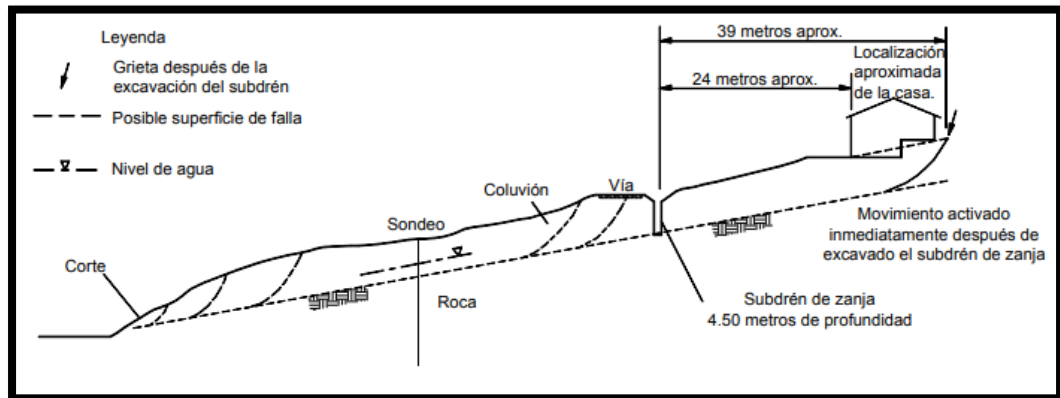 Leyenda
Grieta después de la
excavación del subdrén
Posible superficie de falla
Nivel de agua
39 metros aprox.
24 metros aprox.
Localización
aproximada
de la casa.
Vía
Coluvión
Sondeo
Corte
Roca
Movimiento activado
inmediatamente después de
excavado el subdrén de zanja
Subdrén de zanja
4.50 metros de profundidad